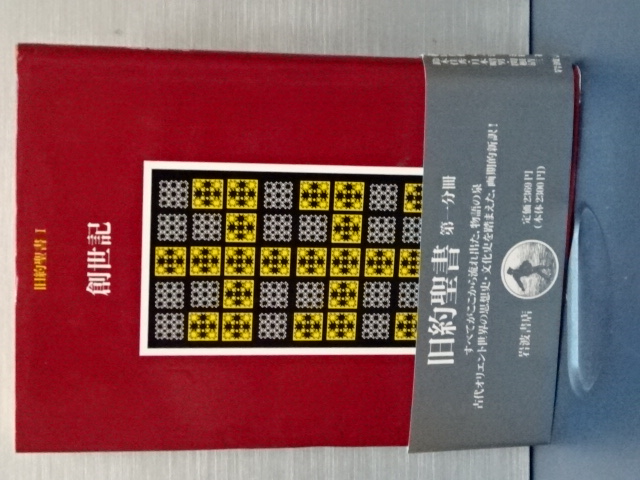 旧約聖書 I
創世記
旧約聖書 第一分冊
すべてがここから流れ出た、物語の泉
古代オリエント世界の思想史・文化史を踏まえた、画期的新訳！
定価2369円
（本体2300円）
岩波書店